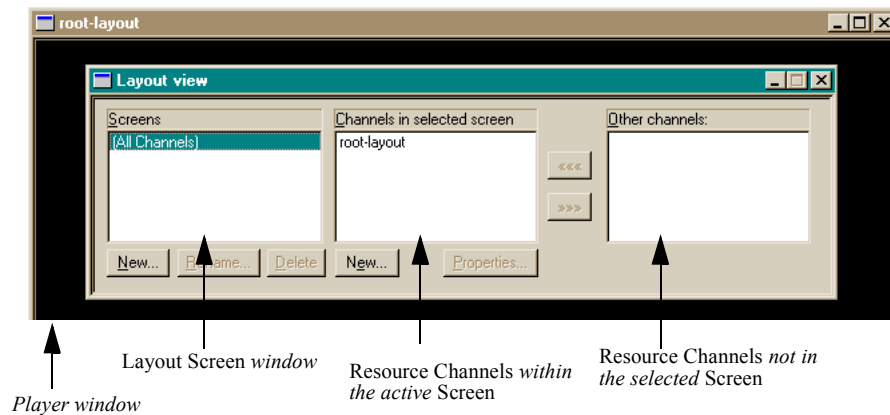 root-layout
Layout view
Screens
Channels in selected screen
Other channels:
(All Channels)
root-layout
<<<
>>>
New...
Rename...
Delete
New...
Properties...
Layout Screen window
Resource Channels within
the active Screen
Resource Channels not in
the selected Screen
Player window